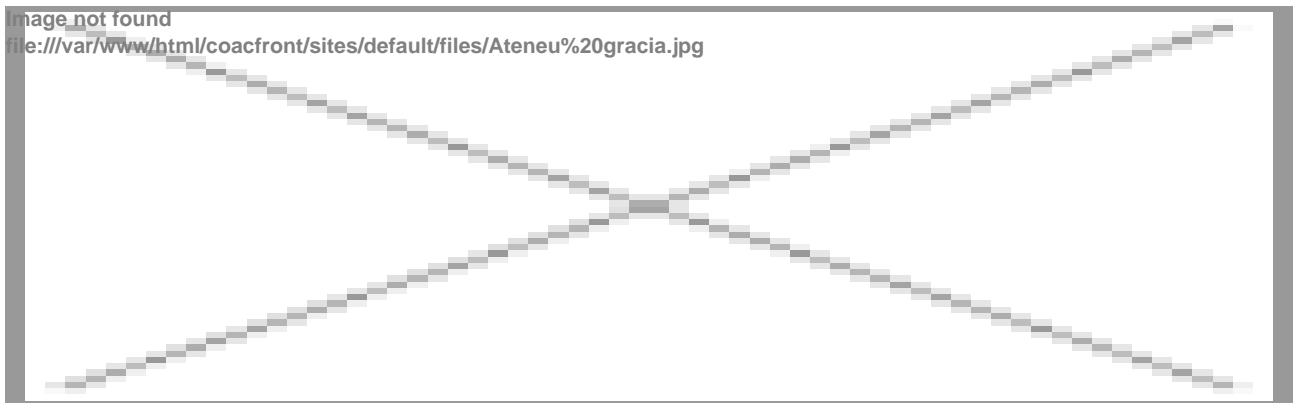 Image not found
file:///var/www/html/coacfront/sites/default/files/Ateneu%20gracia.jpg